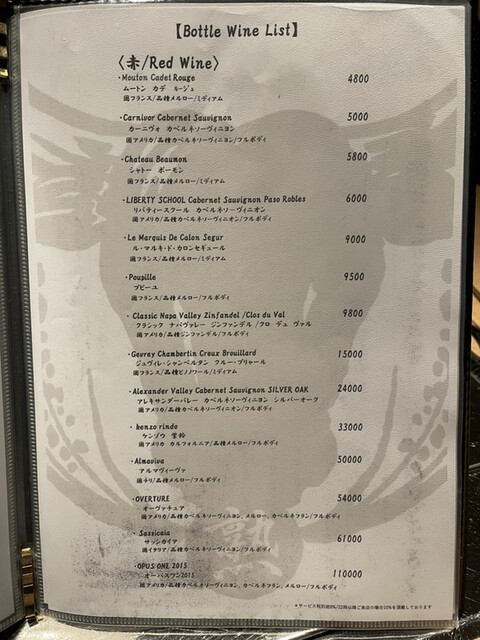 【Bottle Wine List】
〈赤/Red Wine〉
・Mouton Cadet Rouge 4800
ムートン カデ ルージュ
国フランス/品種メルロー/ミディアム
・Carnivor Cabernet Sauvignon 5000
カーニヴォ カベルネソーヴィニヨン
国アメリカ/品種カベルネソーヴィニヨン/フルボディ
・Chateau Beaumon 5800
シャトー ボーモン
国フランス/品種メルロー/ミディアム
・LIBERTY SCHOOL Cabernet Sauvignon Paso Robles 6000
リバティースクール カベルネソーヴィニオン
国アメリカ/品種カベルネソーヴィニオン/フルボディ
・Le Marquis De Calon Segur 9000
ル・マルキ・ド・カロンセギュール
国フランス/品種メルロー/ミディアム
・Poupille 9500
プピーユ
国フランス/品種メルロー/フルボディ
・Classic Napa Valley Zinfandel /Clos du Val 9800
クラシック ナパヴァレー ジンファンデル /クロ デュ ヴァル
国アメリカ/品種ジンファンデル/フルボディ
・Gevrey Chambertin Creux Brouillard 15000
ジュヴィレ・シャンベルタン クルー・ブリャール
国フランス/品種ピノノワール/ミディアム
・Alexander Valley Cabernet Sauvignon SILVER OAK 24000
アレキサンダーバレー カベルネソーヴィニヨン シルバーオーク
国アメリカ/品種カベルネソーヴィニオン/フルボディ
・kenzo rindo 33000
ケンゾウ 紫鈴
国アメリカ カルフォルニア/品種メルロー/フルボディ
・Almaviva 50000
アルマヴィーヴァ
国チリ/品種メルロー/フルボディ
・OVERTURE 54000
オーヴァチュア
国アメリカ/品種カベルネソーヴィニヨン、メルロー、カベルネフラン/フルボディ
・Sassicaia 61000
サッシカイア
国イタリア/品種カベルネソーヴィニヨン/フルボディ
・OPUS ONE 2015 110000
オーパスワン2015
国アメリカ/品種カベルネソーヴィニヨン、カベルネフラン、メルロー/フルボディ